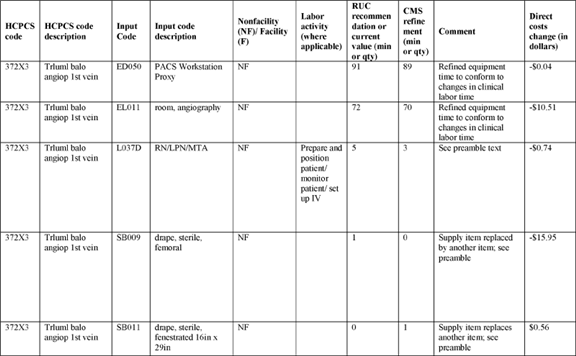 HCPCS code | HCPCS code description | Input Code | Input code description | Nonfacility (NF)/ Facility (F) | Labor activity (where applicable) | RUC recommen dation or current value (min or qty) | CMS refine ment (min or qty) | Comment | Direct costs change (in dollars)
372X3 | Trluml balo angiop 1st vein | ED050 | PACS Workstation Proxy | NF | | 91 | 89 | Refined equipment time to conform to changes in clinical labor time | -$0.04
372X3 | Trluml balo angiop 1st vein | EL011 | room, angiography | NF | | 72 | 70 | Refined equipment time to conform to changes in clinical labor time | -$10.51
372X3 | Trluml balo angiop 1st vein | L037D | RN/LPN/MTA | NF | Prepare and position patient/ monitor patient/ set up IV | 5 | 3 | See preamble text | -$0.74
372X3 | Trluml balo angiop 1st vein | SB009 | drape, sterile, femoral | NF | | 1 | 0 | Supply item replaced by another item; see preamble | -$15.95
372X3 | Trluml balo angiop 1st vein | SB011 | drape, sterile, fenestrated 16in x 29in | NF | | 0 | 1 | Supply item replaces another item; see preamble | $0.56